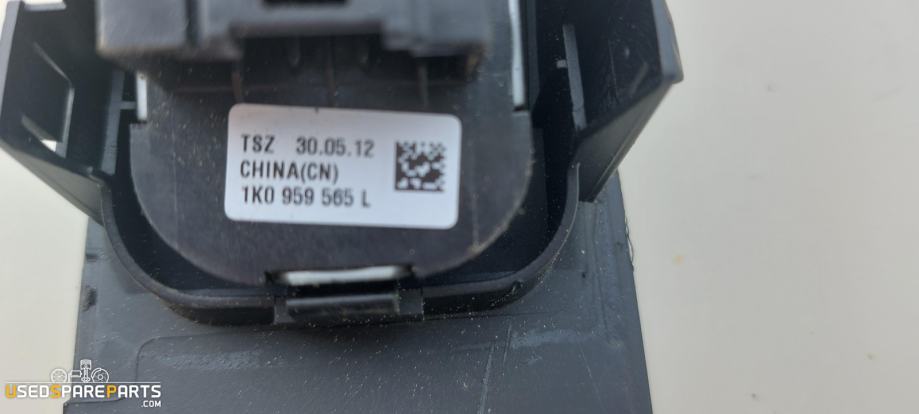 TSZ 30.05.12
CHINA(CN)
1K0 959 565 L
USEDSPAREPARTS
.COM